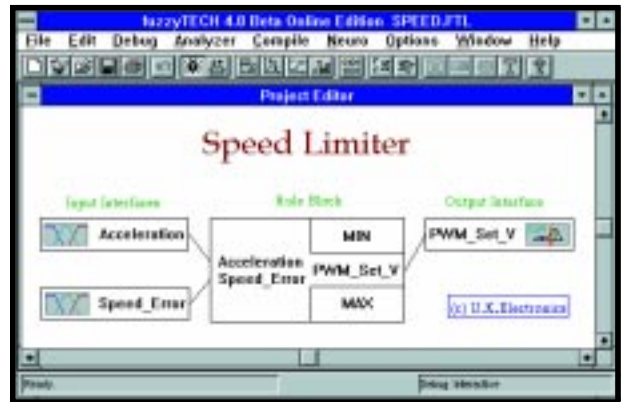 fuzzyTECH 4.0 Beta Online Edition SPEED.FTL
File Edit Debug Analyzer Compile Neuro Options Window Help
Project Editor
Speed Limiter
Input Interfaces Rule Block Output Interface
Acceleration
Speed_Error
Acceleration
Speed_Error
MIN
PWM_Set_V
MAX
PWM_Set_V
(c) U.K.Electronics
Ready
Debug: Interactive